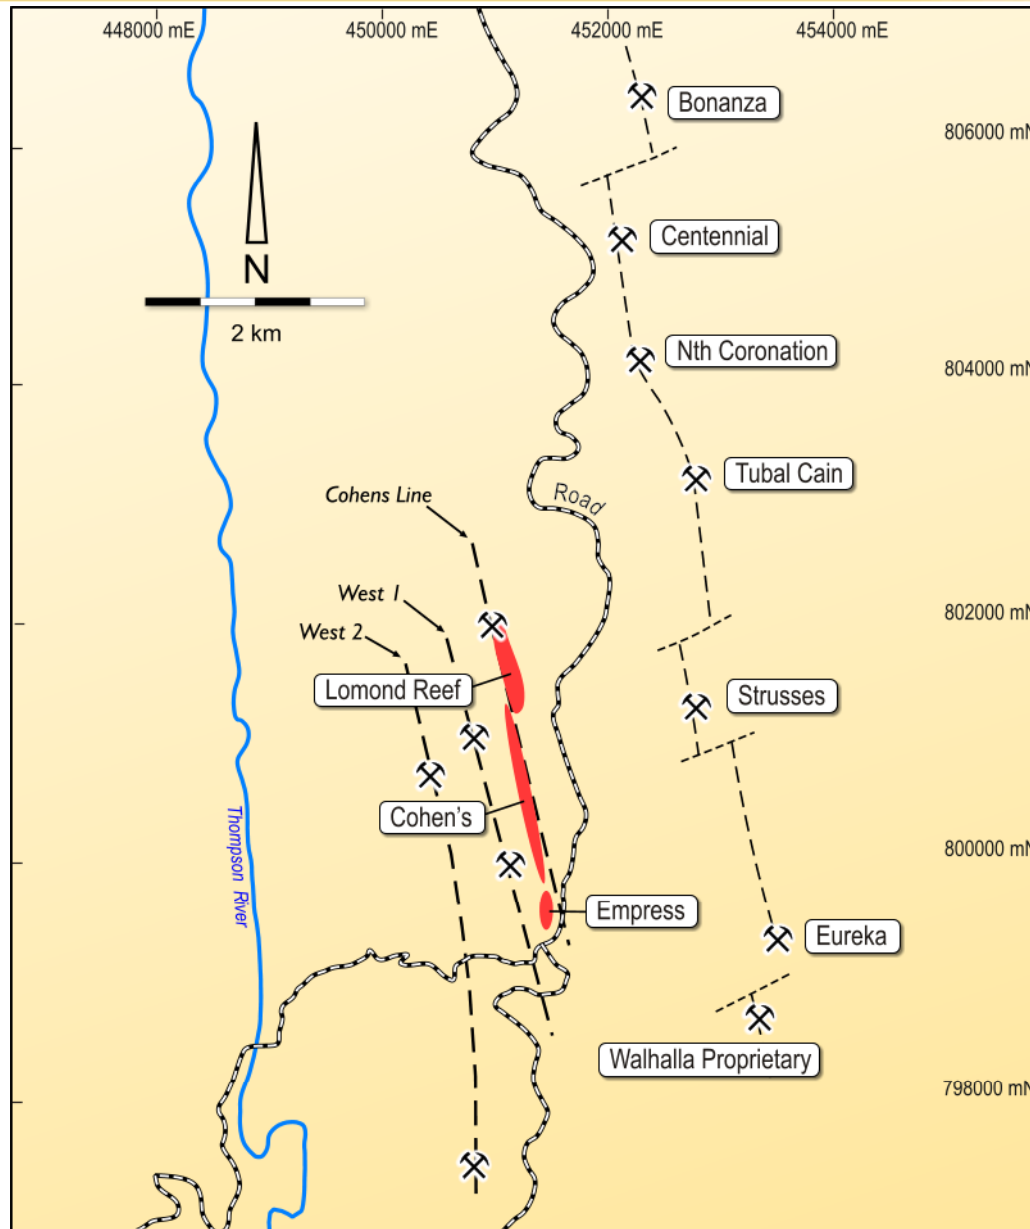 448000 mE
450000 mE
452000 mE
454000 mE
Bonanza
806000 mN
Centennial
N
2 km
Nth Coronation
804000 mN
Tubal Cain
Cohens Line
Road
West 1
802000 mN
West 2
Lomond Reef
Strusses
Cohen's
Thompson River
800000 mN
Empress
Eureka
Walhalla Proprietary
798000 mN